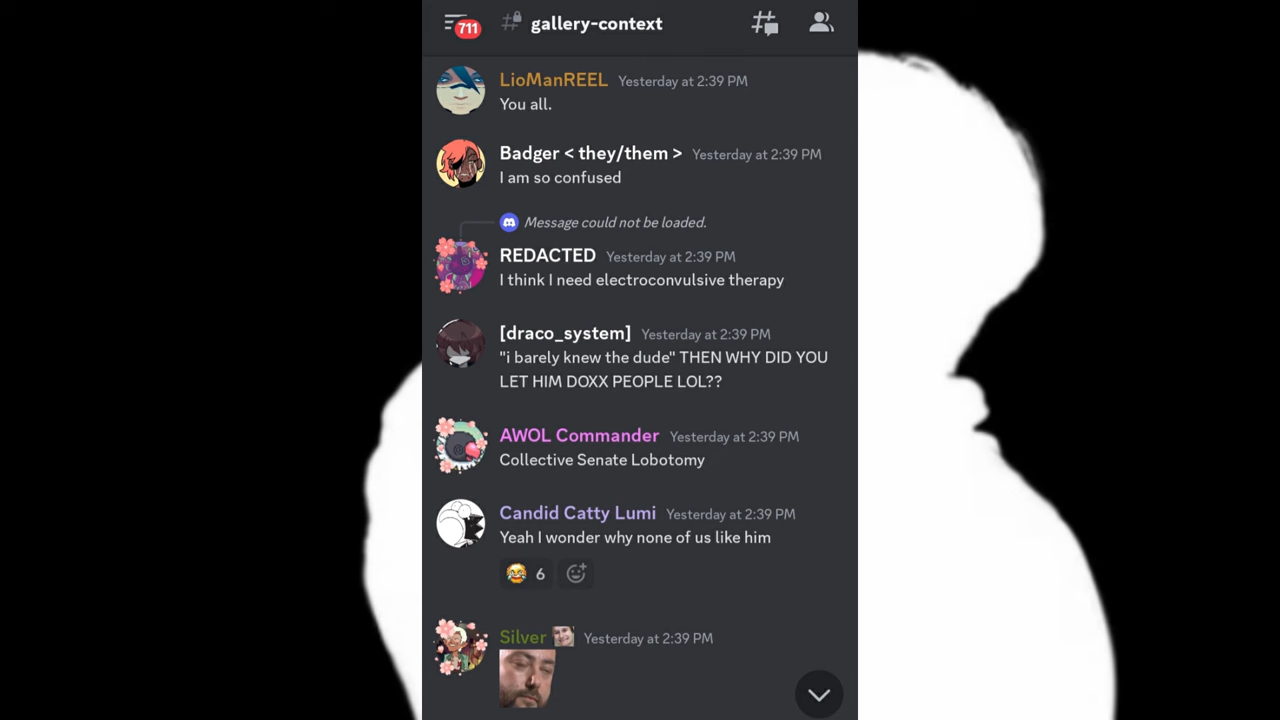 711
gallery-context
LioManREEL Yesterday at 2:39 PM
You all.
Badger < they/them > Yesterday at 2:39 PM
I am so confused
Message could not be loaded.
REDACTED Yesterday at 2:39 PM
I think I need electroconvulsive therapy
[draco_system] Yesterday at 2:39 PM
"i barely knew the dude" THEN WHY DID YOU
LET HIM DOXX PEOPLE LOL??
AWOL Commander Yesterday at 2:39 PM
Collective Senate Lobotomy
Candid Catty Lumi Yesterday at 2:39 PM
Yeah I wonder why none of us like him
6
Silver Yesterday at 2:39 PM